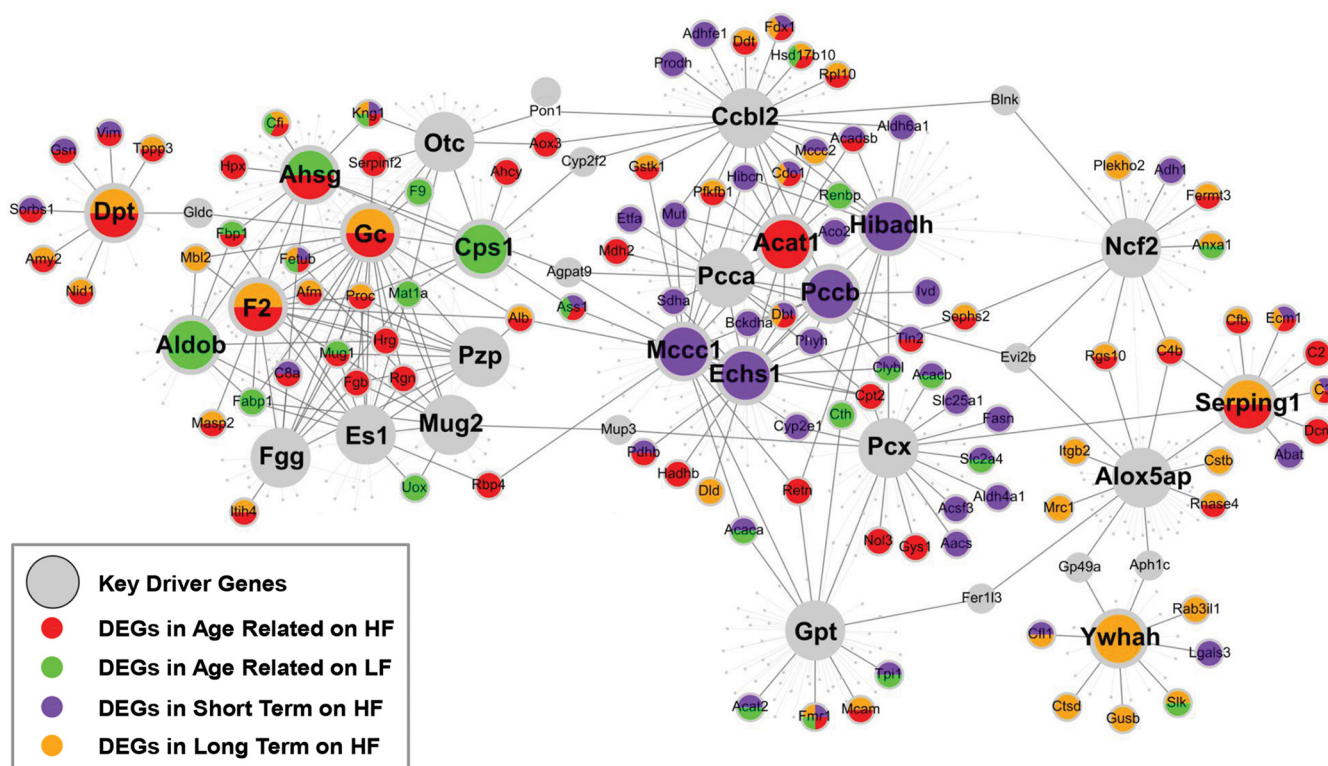 Adhfe1
Ddt
Fdx1
Hsd17b10
Prodh
Rpl10
Pon1
Ccbl2
Blnk
Cfi
Kng1
Otc
Vim
Gsn
Tppp3
Hpx
Ahsg
Serpinf2
Aox3
Cyp2f2
Ahcy
F9
Gstk1
Mccc2
Acadsb
Aldh6a1
Hibch
Cdo1
Pfkfb1
Renbp
Plekho2
Adh1
Fermt3
Sorbs1
Dpt
Gldc
Fbp1
Gc
Cps1
Etfa
Mut
Acat1
Aco2
Hibadh
Ncf2
Anxa1
Amy2
Nid1
Mbl2
Fetub
Mdh2
Agpat9
Pcca
Pccb
Ivd
F2
Afm
Proc
Mat1a
Ass1
Sdha
Dbt
Sephs2
Alb
Bckdha
Phyh
Tln2
Aldob
Mug1
Hrg
Pzp
Mccc1
Echs1
Evi2b
Rgs10
C4b
Cfb
Ecm1
C2
C8a
Fgb
Rgn
Clybl
Acacb
Cpt2
Slc25a1
Serping1
Fabp1
Masp2
Cth
Fasn
Dcn
Fgg
Es1
Mug2
Mup3
Cyp2e1
Pcx
Abat
Pdhb
Slc2a4
Itgb2
Cstb
Uox
Rbp4
Hadhb
Dld
Retn
Aldh4a1
Alox5ap
Itih4
Acsf3
Mrc1
Rnase4
Acaca
Nol3
Gys1
Aacs
Gp49a
Aph1c
Fer1l3
Rab3il1
Gpt
Cfl1
Ywhah
Lgals3
Tpi1
Acat2
Fmr1
Mcam
Ctsd
Gusb
Slk
Key Driver Genes
DEGs in Age Related on HF
DEGs in Age Related on LF
DEGs in Short Term on HF
DEGs in Long Term on HF